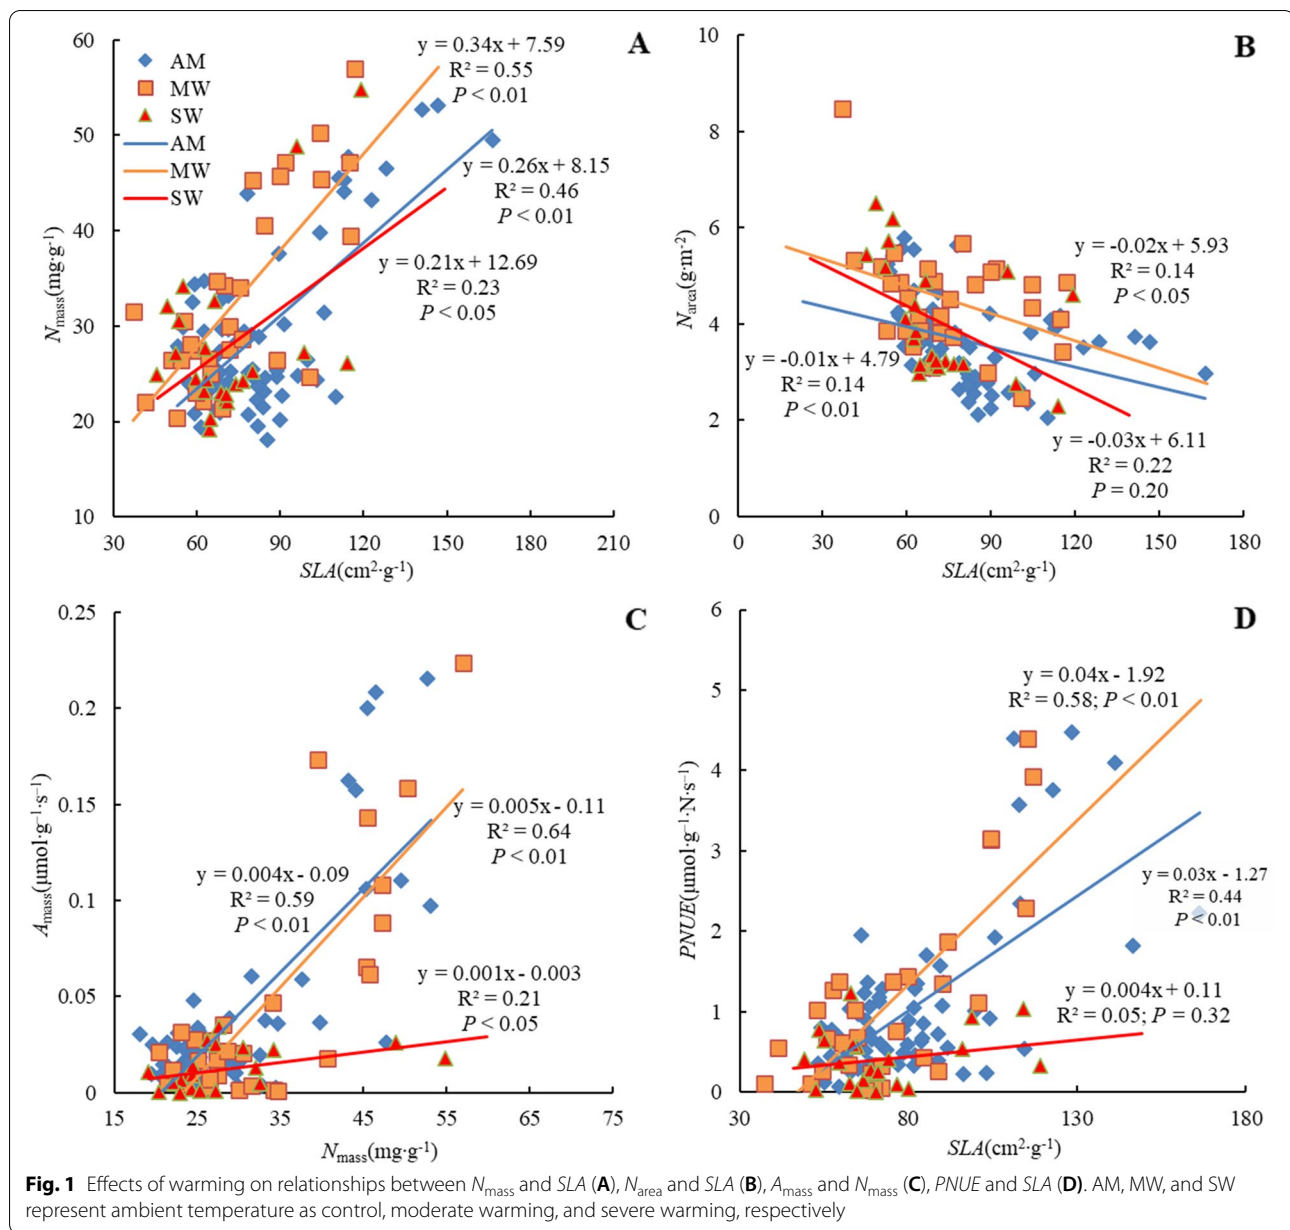 A
60
50
40
30
20
10
N_mass(mg·g⁻¹)
AM
MW
SW
AM
MW
SW
y = 0.34x + 7.59
R² = 0.55
P < 0.01
y = 0.26x + 8.15
R² = 0.46
P < 0.01
y = 0.21x + 12.69
R² = 0.23
P < 0.05
30 60 90 120 150 180 210
SLA(cm²·g⁻¹)
B
10
8
6
4
2
0
N_area(g·m⁻²)
y = -0.02x + 5.93
R² = 0.14
P < 0.05
y = -0.01x + 4.79
R² = 0.14
P < 0.01
y = -0.03x + 6.11
R² = 0.22
P = 0.20
0 30 60 90 120 150 180
SLA(cm²·g⁻¹)
C
0.25
0.2
0.15
0.1
0.05
0
A_mass(μmol·g⁻¹·s⁻¹)
y = 0.005x - 0.11
R² = 0.64
P < 0.01
y = 0.004x - 0.09
R² = 0.59
P < 0.01
y = 0.001x - 0.003
R² = 0.21
P < 0.05
15 25 35 45 55 65 75
N_mass(mg·g⁻¹)
D
6
5
4
3
2
1
0
PNUE(μmol·g⁻¹·N·s⁻¹)
y = 0.04x - 1.92
R² = 0.58; P < 0.01
y = 0.03x - 1.27
R² = 0.44
P < 0.01
y = 0.004x + 0.11
R² = 0.05; P = 0.32
30 80 130 180
SLA(cm²·g⁻¹)
Fig. 1 Effects of warming on relationships between N_mass and SLA (A), N_area and SLA (B), A_mass and N_mass (C), PNUE and SLA (D). AM, MW, and SW
represent ambient temperature as control, moderate warming, and severe warming, respectively